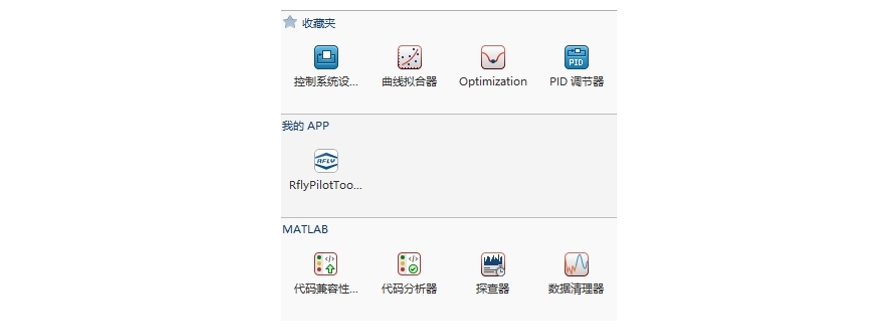 收藏夹
控制系统设...
曲线拟合器
Optimization
PID 调节器
PID
我的 APP
RFLY
RflyPilotToo...
MATLAB
代码兼容性...
代码分析器
探查器
数据清理器